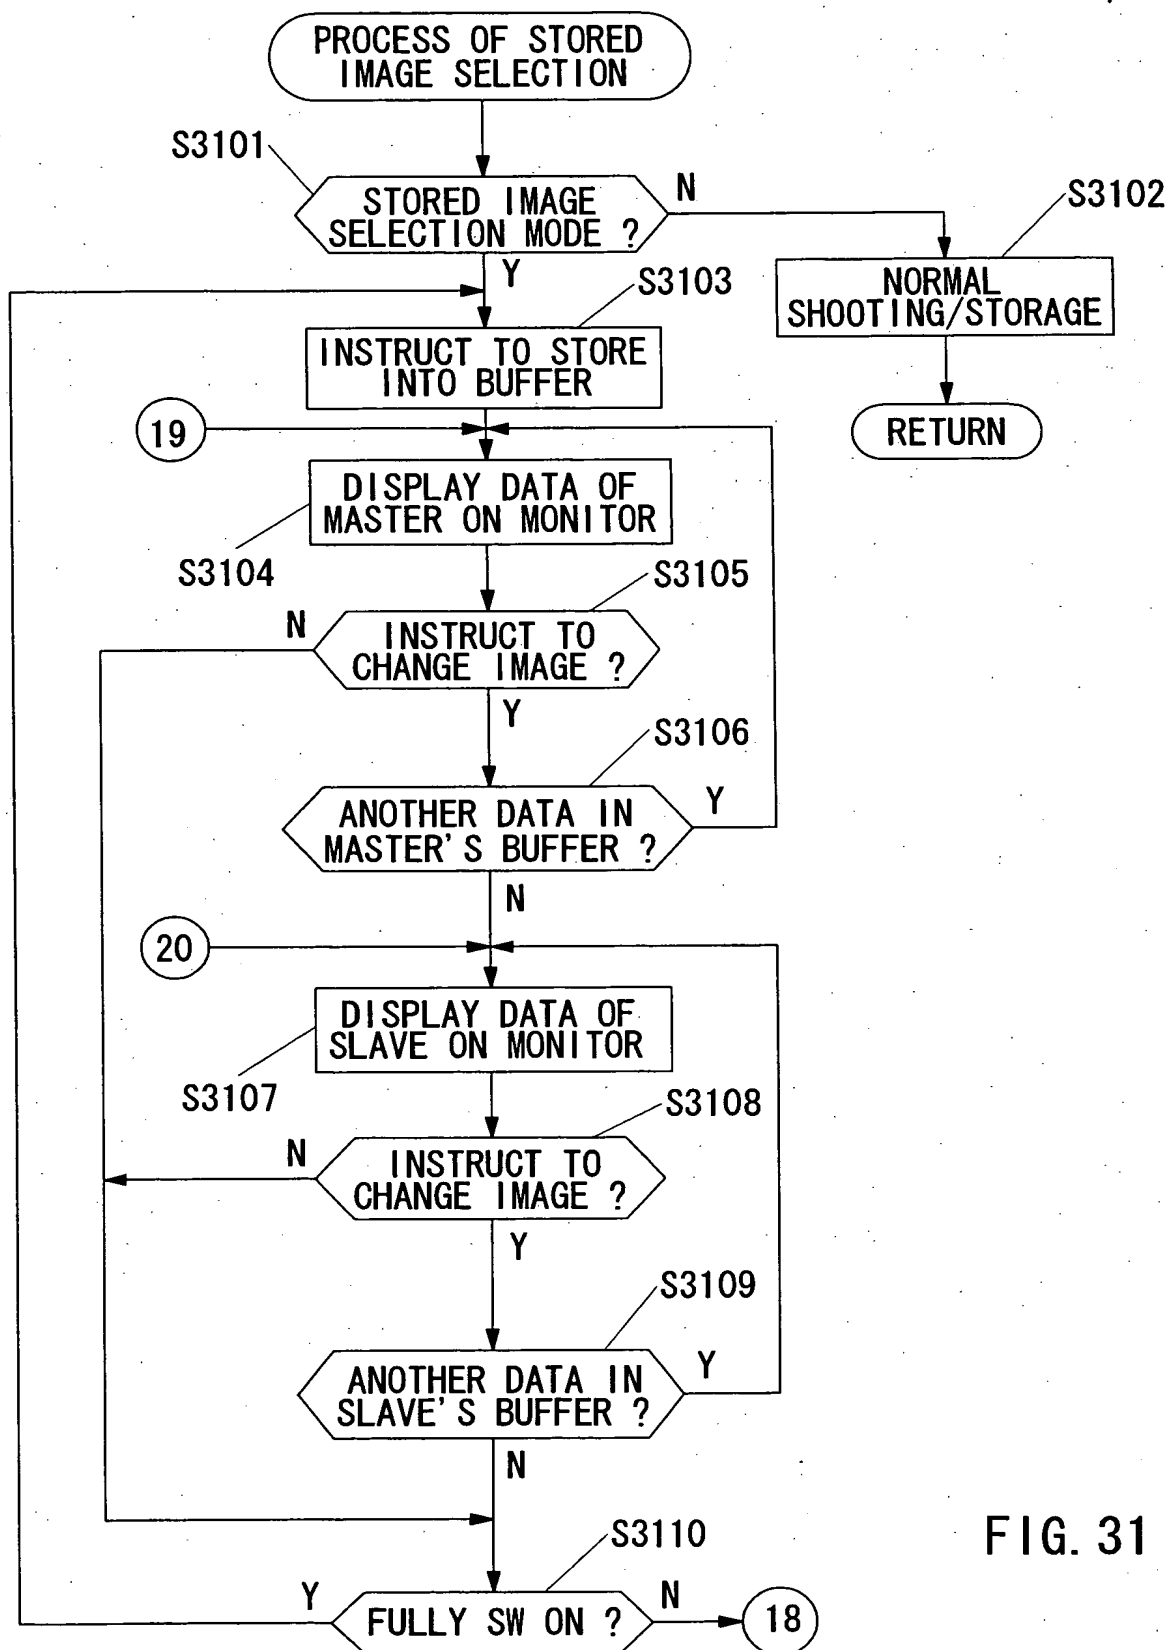 PROCESS OF STORED
IMAGE SELECTION
S3101
STORED IMAGE
SELECTION MODE ?
N
S3102
Y
NORMAL
SHOOTING/STORAGE
S3103
INSTRUCT TO STORE
INTO BUFFER
19
RETURN
DISPLAY DATA OF
MASTER ON MONITOR
S3104
S3105
N
INSTRUCT TO
CHANGE IMAGE ?
Y
S3106
ANOTHER DATA IN
MASTER'S BUFFER ?
Y
N
20
DISPLAY DATA OF
SLAVE ON MONITOR
S3107
S3108
N
INSTRUCT TO
CHANGE IMAGE ?
Y
S3109
ANOTHER DATA IN
SLAVE'S BUFFER ?
Y
N
S3110
FIG. 31
Y
FULLY SW ON ?
N
18